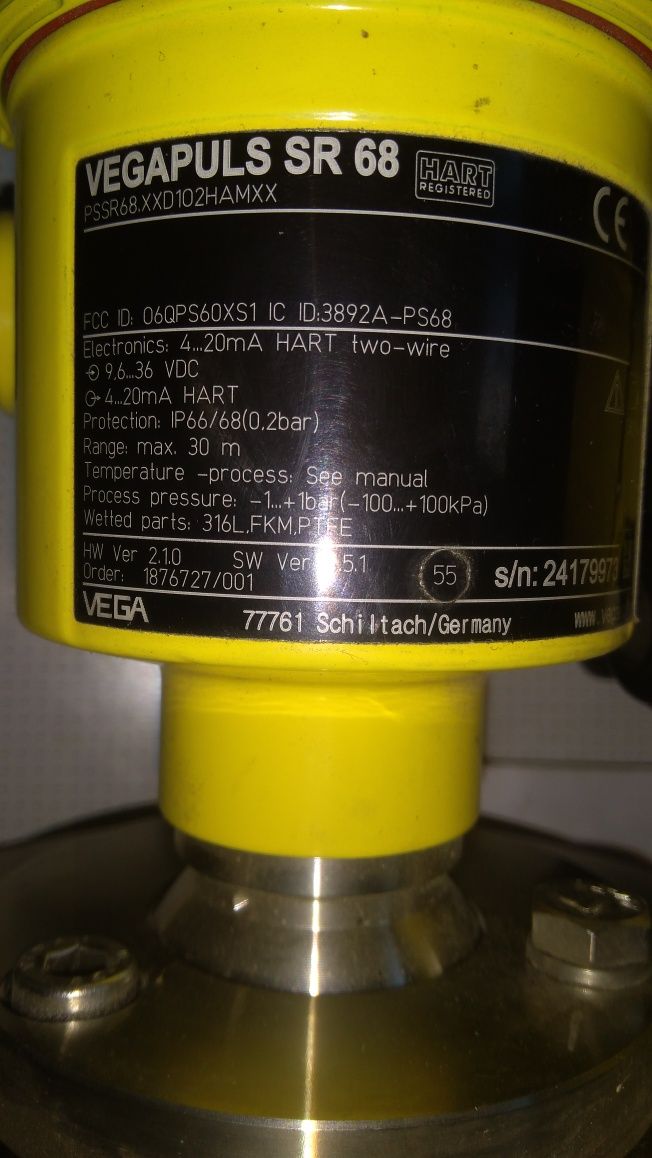 VEGAPULS SR 68 HART REGISTERED
PSSR68.XXD102HAMXX CE
FCC ID: O6QPS60XS1 IC ID:3892A-PS68
Electronics: 4...20mA HART two-wire
9,6...36 VDC
4...20mA HART
Protection: IP66/68(0,2bar)
Range: max. 30 m
Temperature -process: See manual
Process pressure: -1...+1bar(-100...+100kPa)
Wetted parts: 316L,FKM,PTFE
HW Ver 2.1.0 SW Ver .5.1
Order: 1876727/001 55 s/n: 24179973
VEGA 77761 Schiltach/Germany